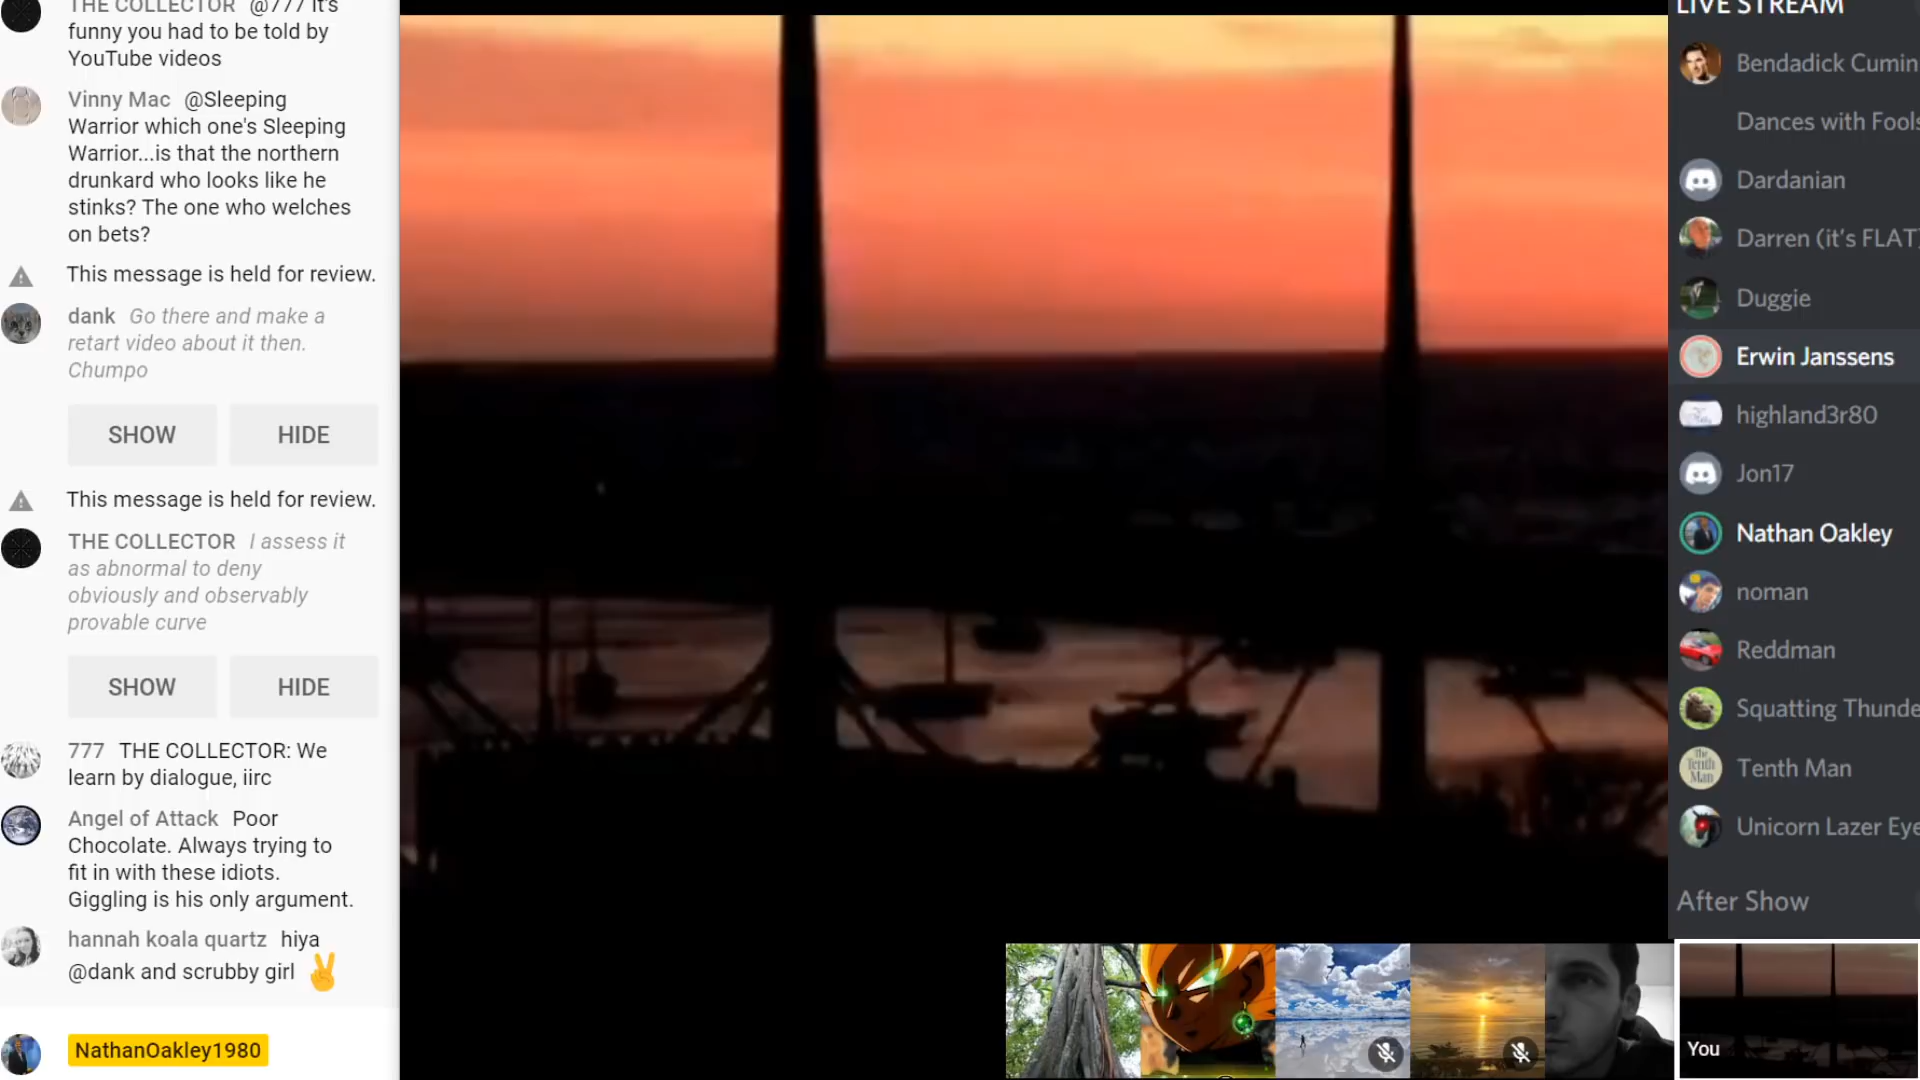 THE COLLECTOR @777 It's
funny you had to be told by
YouTube videos
Vinny Mac @Sleeping
Warrior which one's Sleeping
Warrior...is that the northern
drunkard who looks like he
stinks? The one who welches
on bets?
This message is held for review.
dank Go there and make a
retart video about it then.
Chumpo
SHOW HIDE
This message is held for review.
THE COLLECTOR I assess it
as abnormal to deny
obviously and observably
provable curve
SHOW HIDE
777 THE COLLECTOR: We
learn by dialogue, iirc
Angel of Attack Poor
Chocolate. Always trying to
fit in with these idiots.
Giggling is his only argument.
hannah koala quartz hiya
@dank and scrubby girl ✌
NathanOakley1980
You
LIVE STREAM
Bendadick Cumin
Dances with Fools
Dardanian
Darren (it's FLAT)
Duggie
Erwin Janssens
highland3r80
Jon17
Nathan Oakley
noman
Reddman
Squatting Thunde
The
Tenth
Man
Tenth Man
Unicorn Lazer Eye
After Show